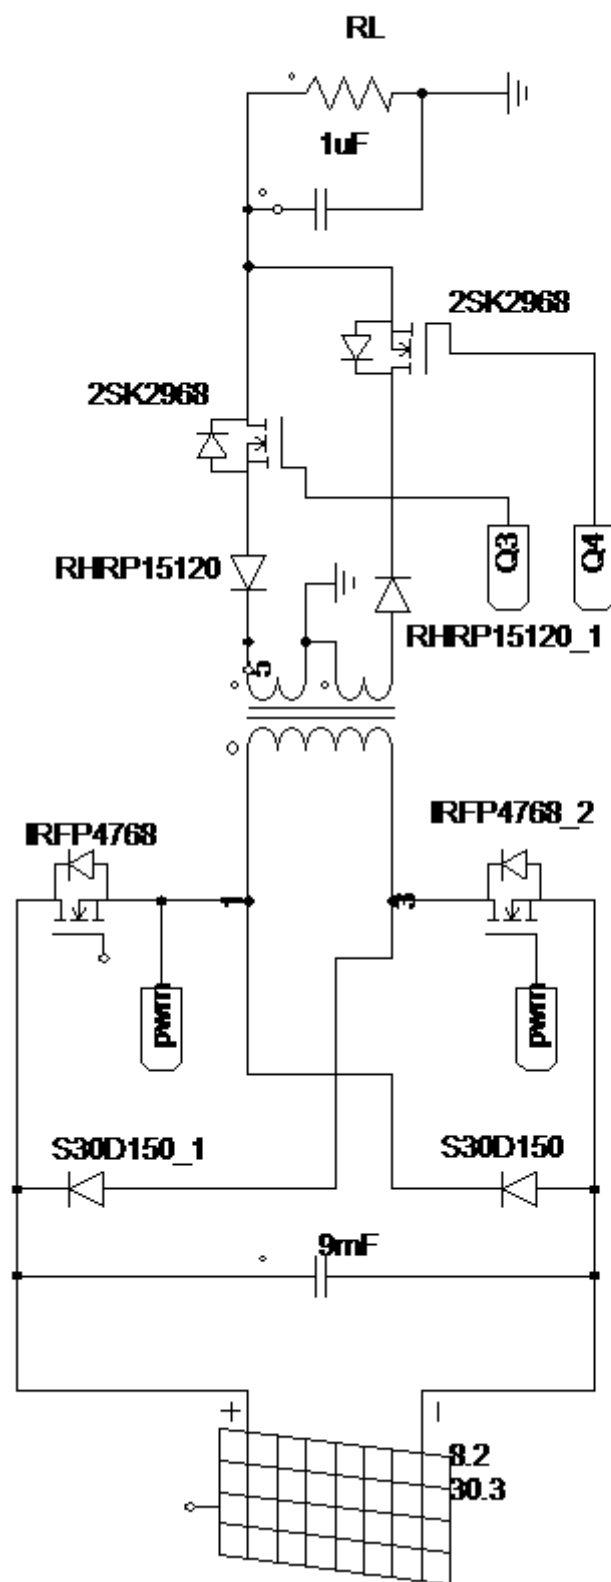 RL
1uF
2SK2968
2SK2968
Q3
Q4
RHRP15120
RHRP15120_1
5
IRFP4768
IRFP4768_2
1
3
pwm
pwm
S30D150_1
S30D150
9mF
+
-
8.2
30.3